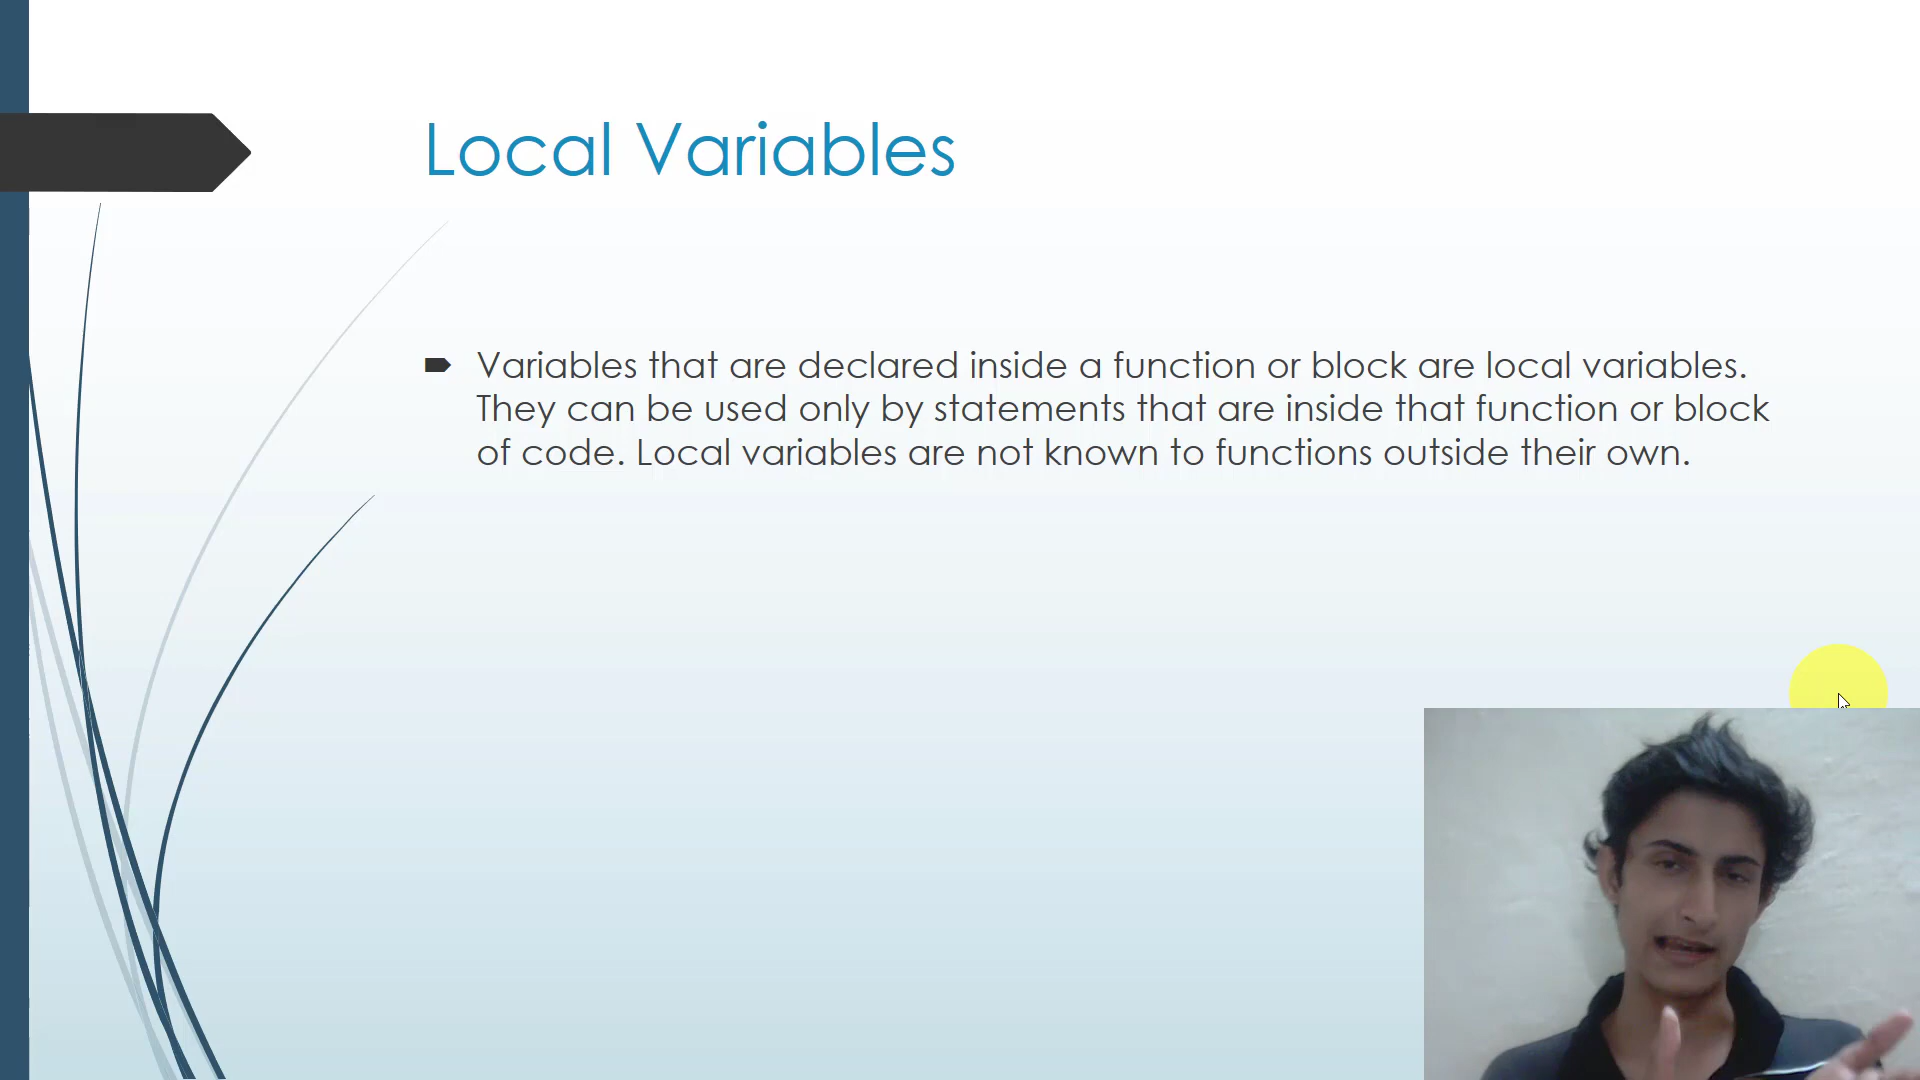 Local Variables
Variables that are declared inside a function or block are local variables.
They can be used only by statements that are inside that function or block
of code. Local variables are not known to functions outside their own.